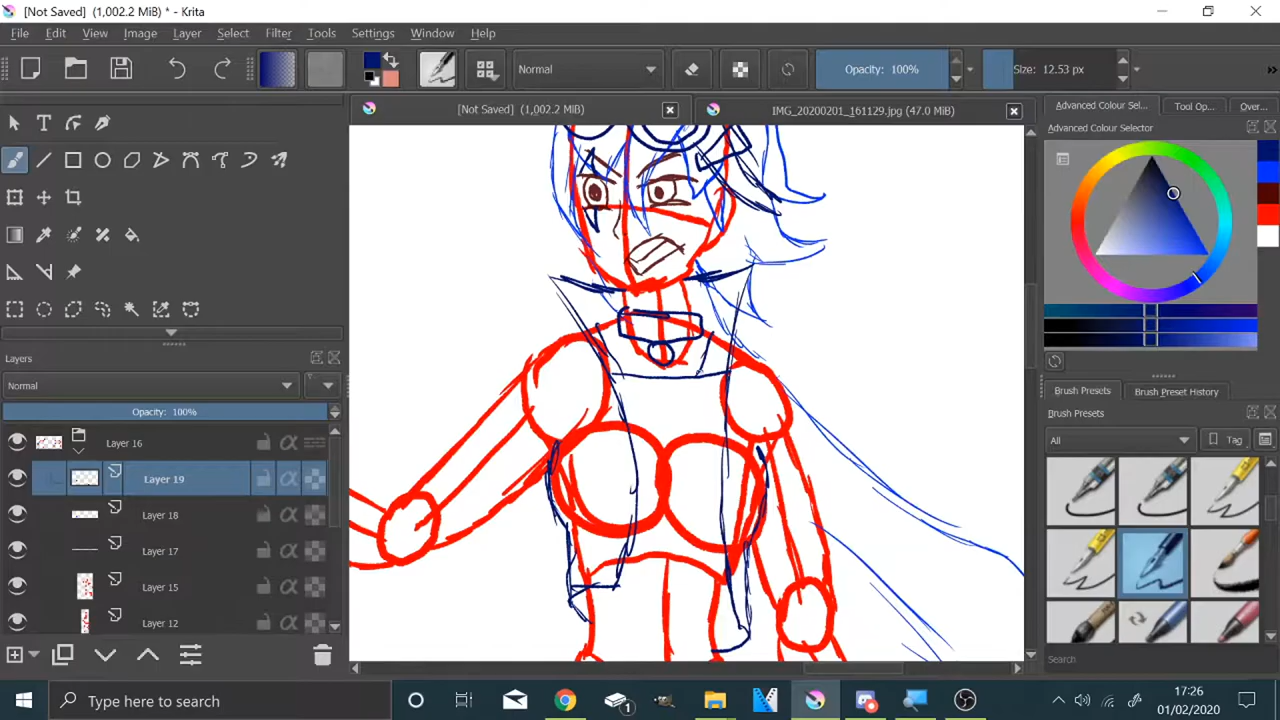 [Not Saved] (1,002.2 MiB) * - Krita
File Edit View Image Layer Select Filter Tools Settings Window Help
Normal Opacity: 100% Size: 12.53 px
[Not Saved] (1,002.2 MiB) IMG_20200201_161129.jpg (47.0 MiB)
Advanced Colour Sel... Tool Op... Over...
Advanced Colour Selector
Layers
Normal
Opacity: 100%
Layer 16
Layer 19
Layer 18
Layer 17
Layer 15
Layer 12
Brush Presets Brush Preset History
Brush Presets
All Tag
Search
Type here to search
1
17:26
01/02/2020